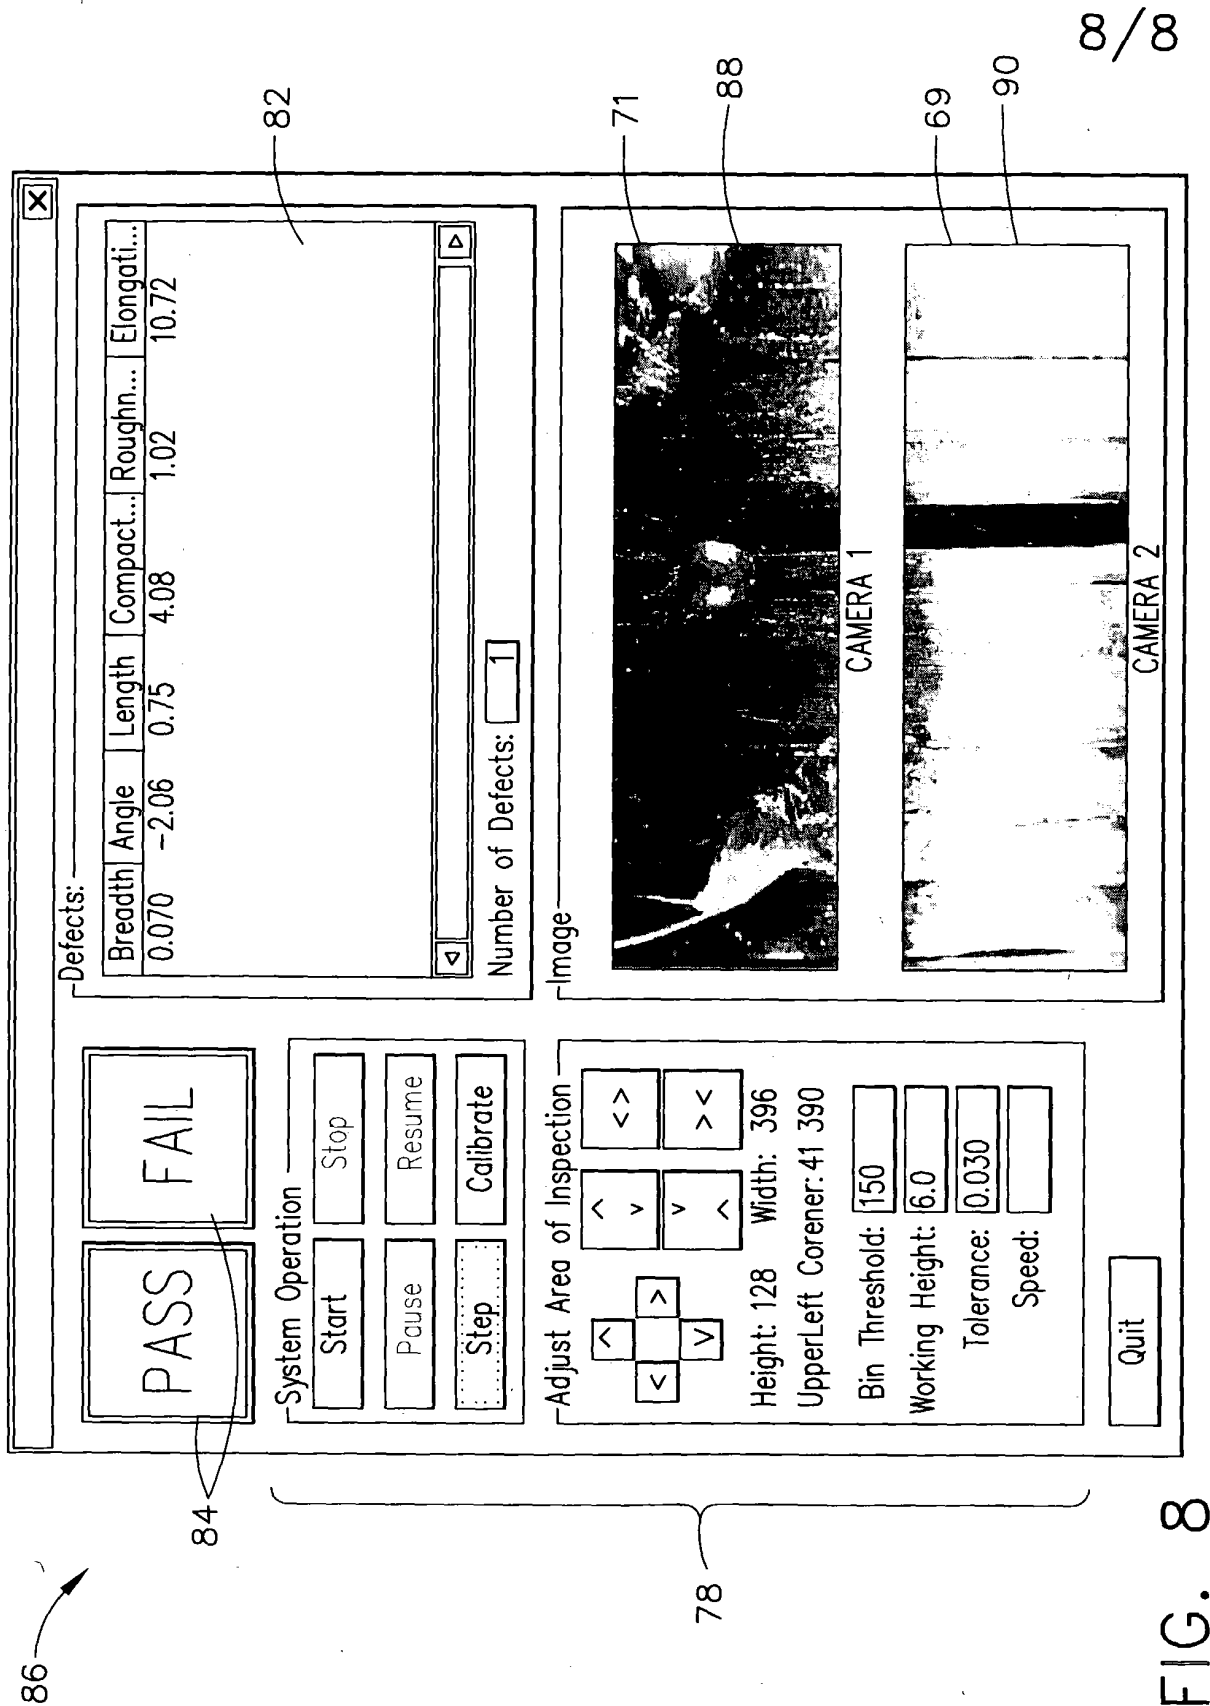 8/8
86
84
78
82
71
88
69
90
X
PASS
FAIL
System Operation
Start
Stop
Pause
Resume
Step
Calibrate
Adjust Area of Inspection
< > ^ v
^ v
< >
v ^
> <
Height: 128 Width: 396
UpperLeft Corener: 41 390
Bin Threshold: 150
Working Height: 6.0
Tolerance: 0.030
Speed:
Quit
Defects:
Breadth Angle Length Compact... Roughn... Elongati...
0.070 -2.06 0.75 4.08 1.02 10.72
Number of Defects: 1
Image
CAMERA 1
CAMERA 2
FIG. 8